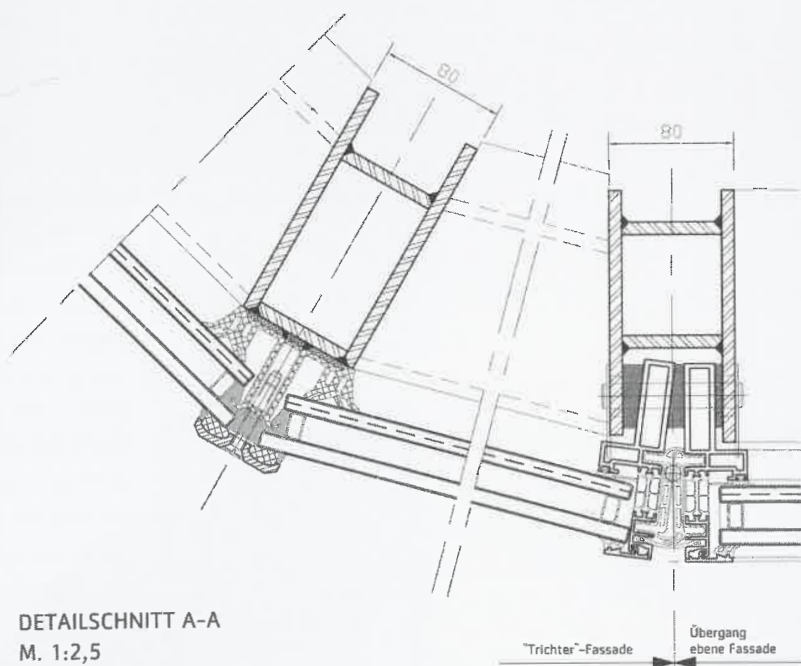 80
80
DETAILSCHNITT A-A
M. 1:2,5
"Trichter"-Fassade
Übergang
ebene Fassade